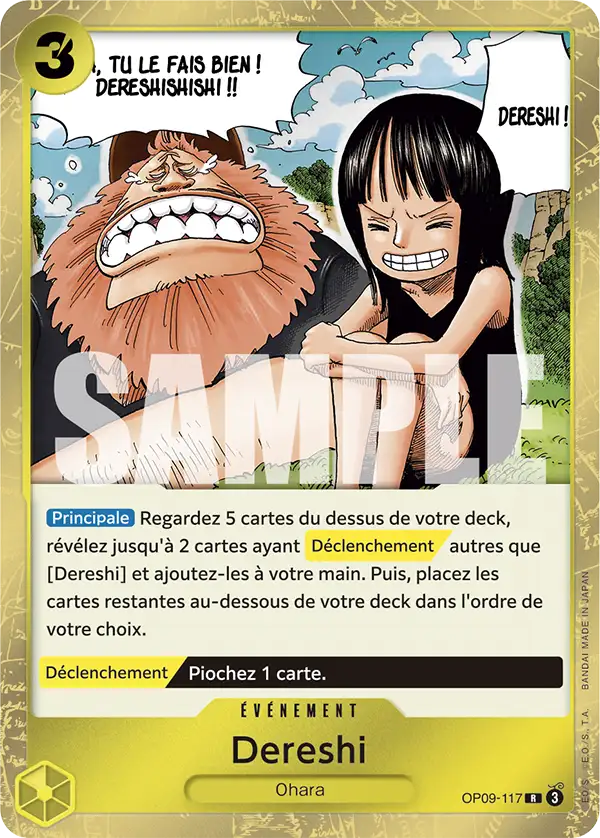 3
, TU LE FAIS BIEN !
DERESHISHISHI !!
DERESHI !
SAMPLE
Principale Regardez 5 cartes du dessus de votre deck,
révélez jusqu'à 2 cartes ayant Déclenchement autres que
[Dereshi] et ajoutez-les à votre main. Puis, placez les
cartes restantes au-dessous de votre deck dans l'ordre de
votre choix.
Déclenchement Piochez 1 carte.
ÉVÉNEMENT
Dereshi
Ohara
OP09-117 R 3
BANDAI MADE IN JAPAN